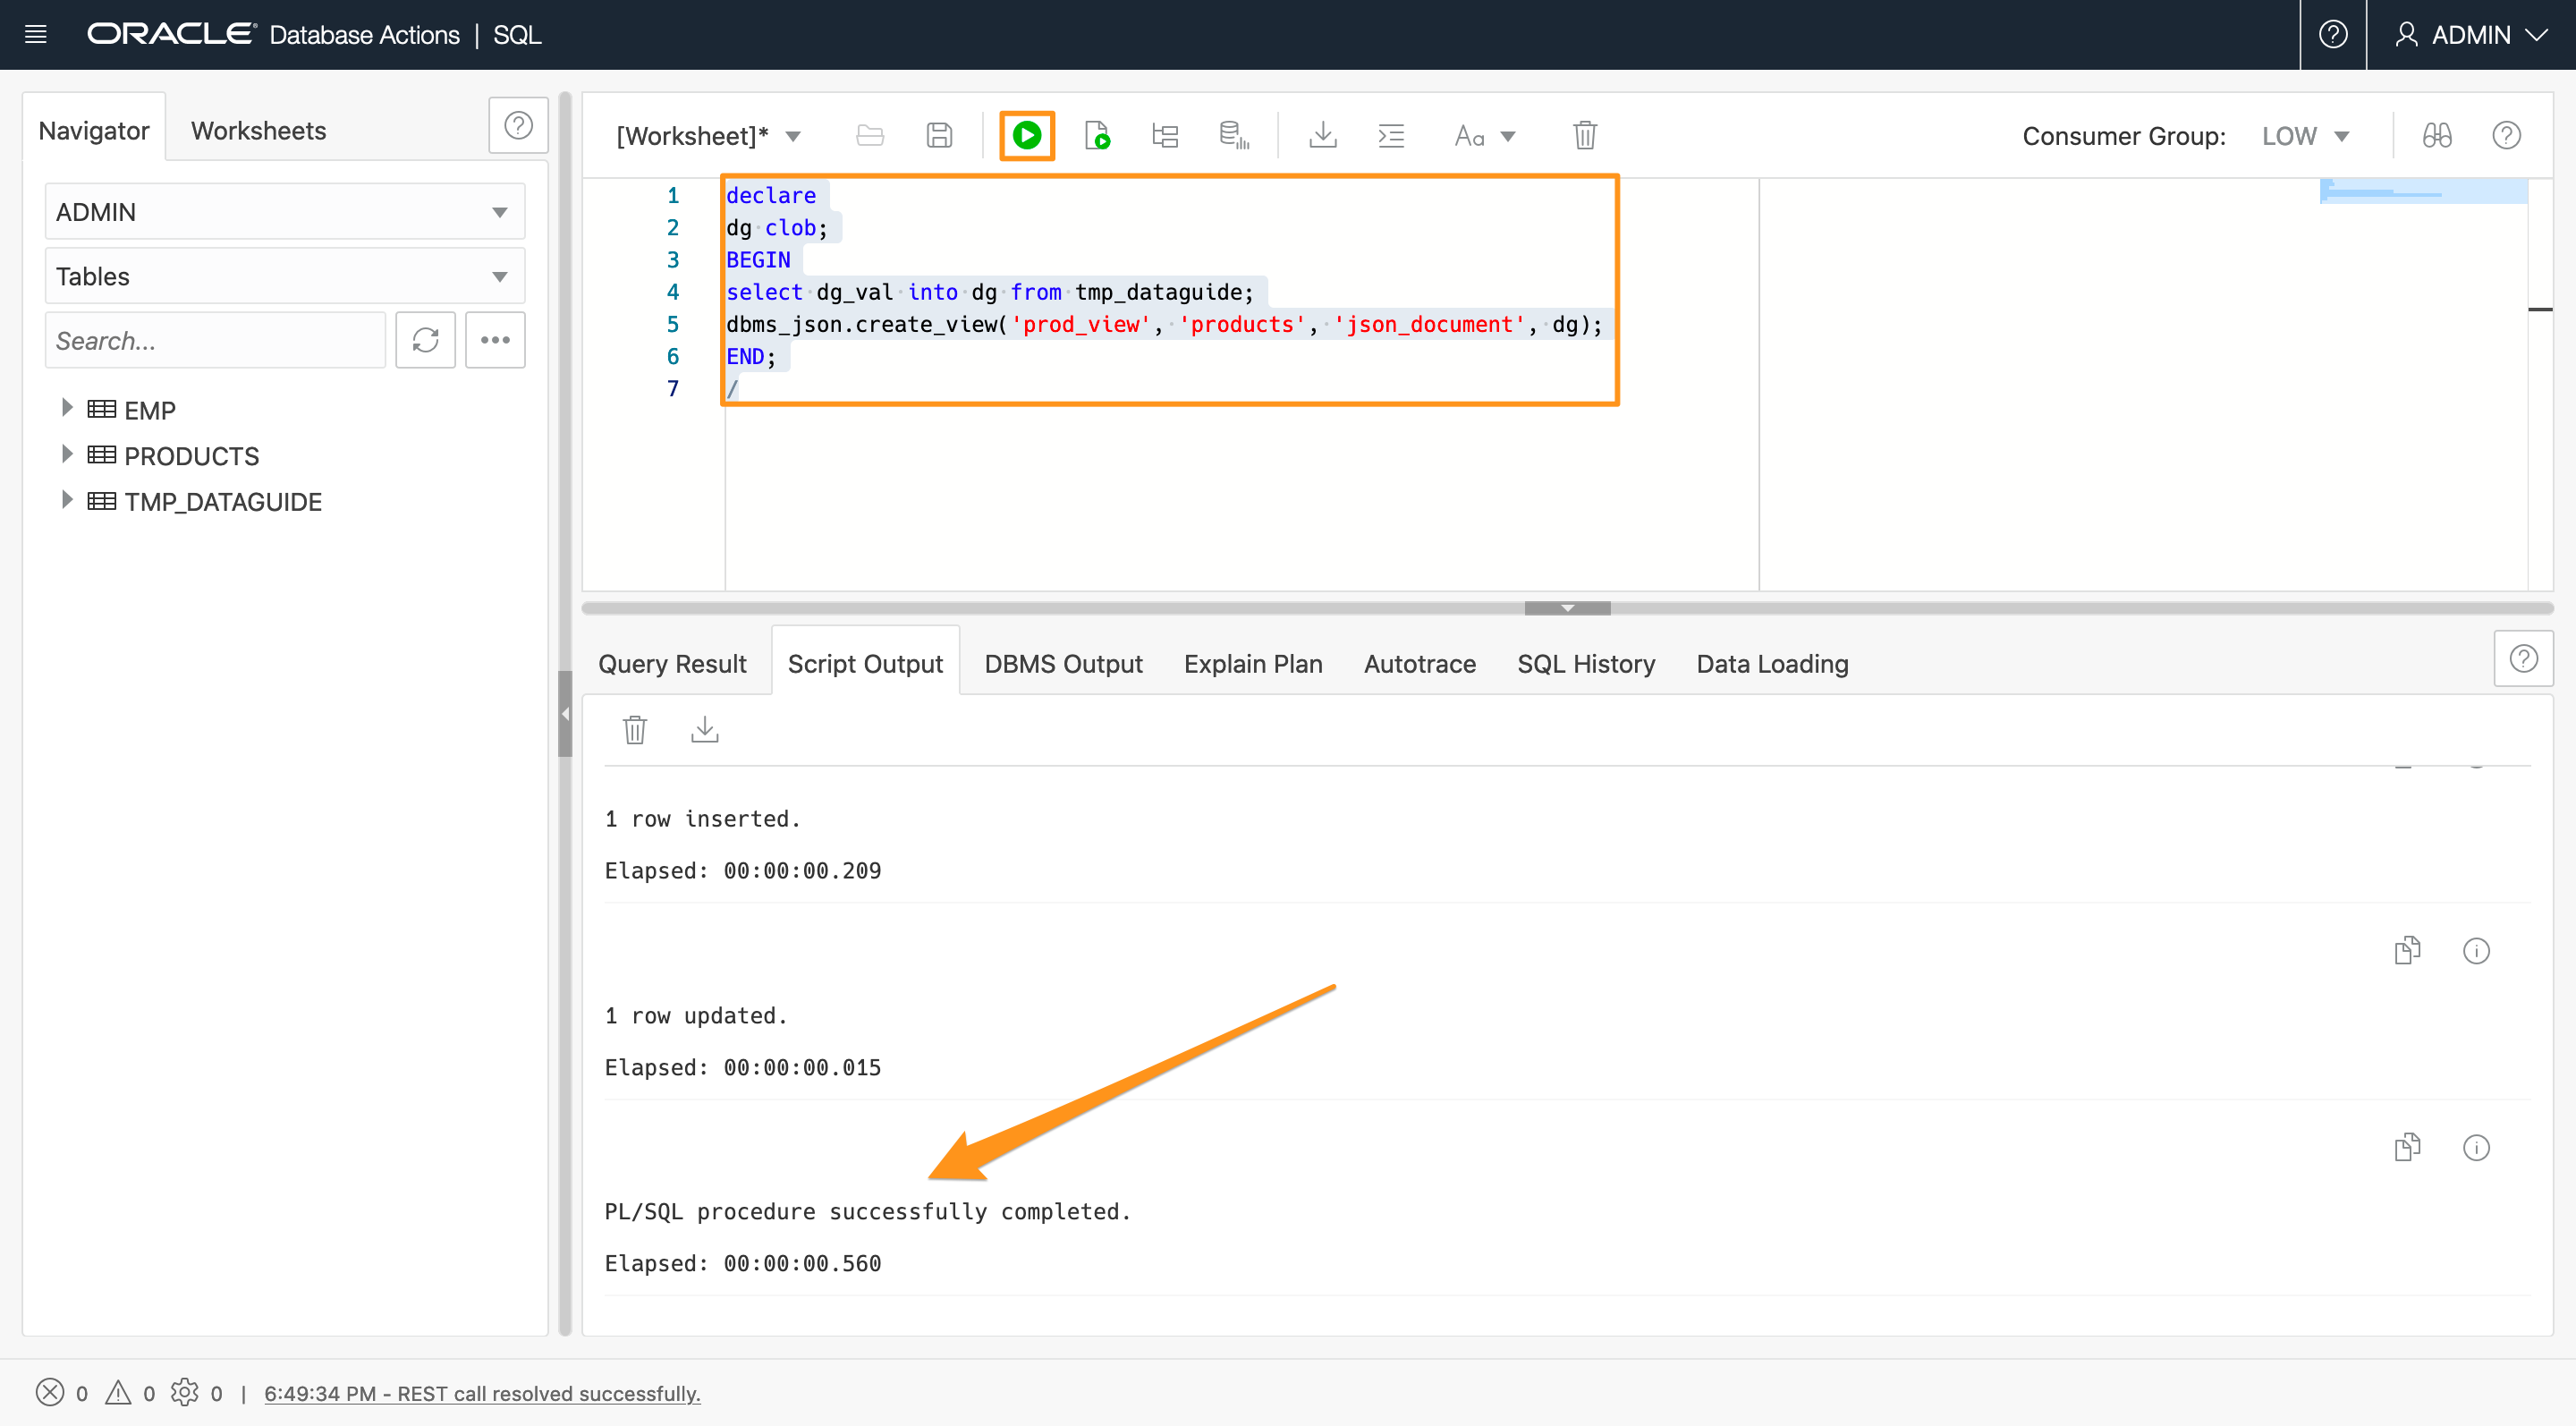 ORACLE Database Actions | SQL
ADMIN
Navigator
Worksheets
ADMIN
Tables
Search...
EMP
PRODUCTS
TMP_DATAGUIDE
[Worksheet]*
Aa
Consumer Group: LOW
1 declare
2 dg clob;
3 BEGIN
4 select dg_val into dg from tmp_dataguide;
5 dbms_json.create_view('prod_view', 'products', 'json_document', dg);
6 END;
7 /
Query Result
Script Output
DBMS Output
Explain Plan
Autotrace
SQL History
Data Loading
1 row inserted.
Elapsed: 00:00:00.209
1 row updated.
Elapsed: 00:00:00.015
PL/SQL procedure successfully completed.
Elapsed: 00:00:00.560
0 0 0 | 6:49:34 PM - REST call resolved successfully.